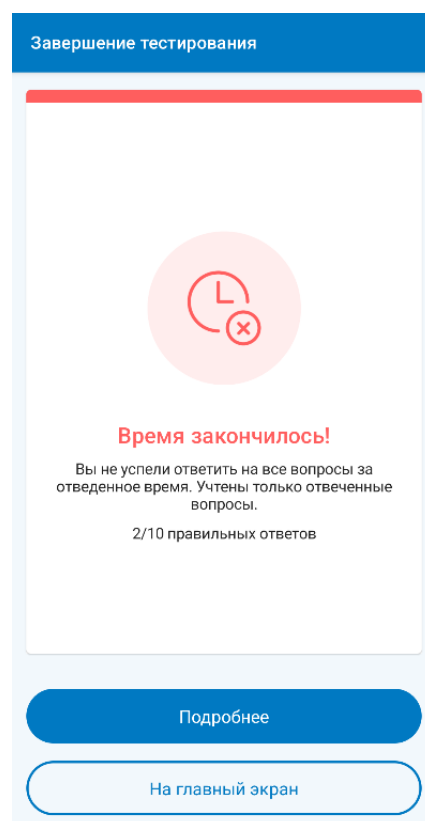 Завершение тестирования
Время закончилось!
Вы не успели ответить на все вопросы за
отведенное время. Учтены только отвеченные
вопросы.
2/10 правильных ответов
Подробнее
На главный экран